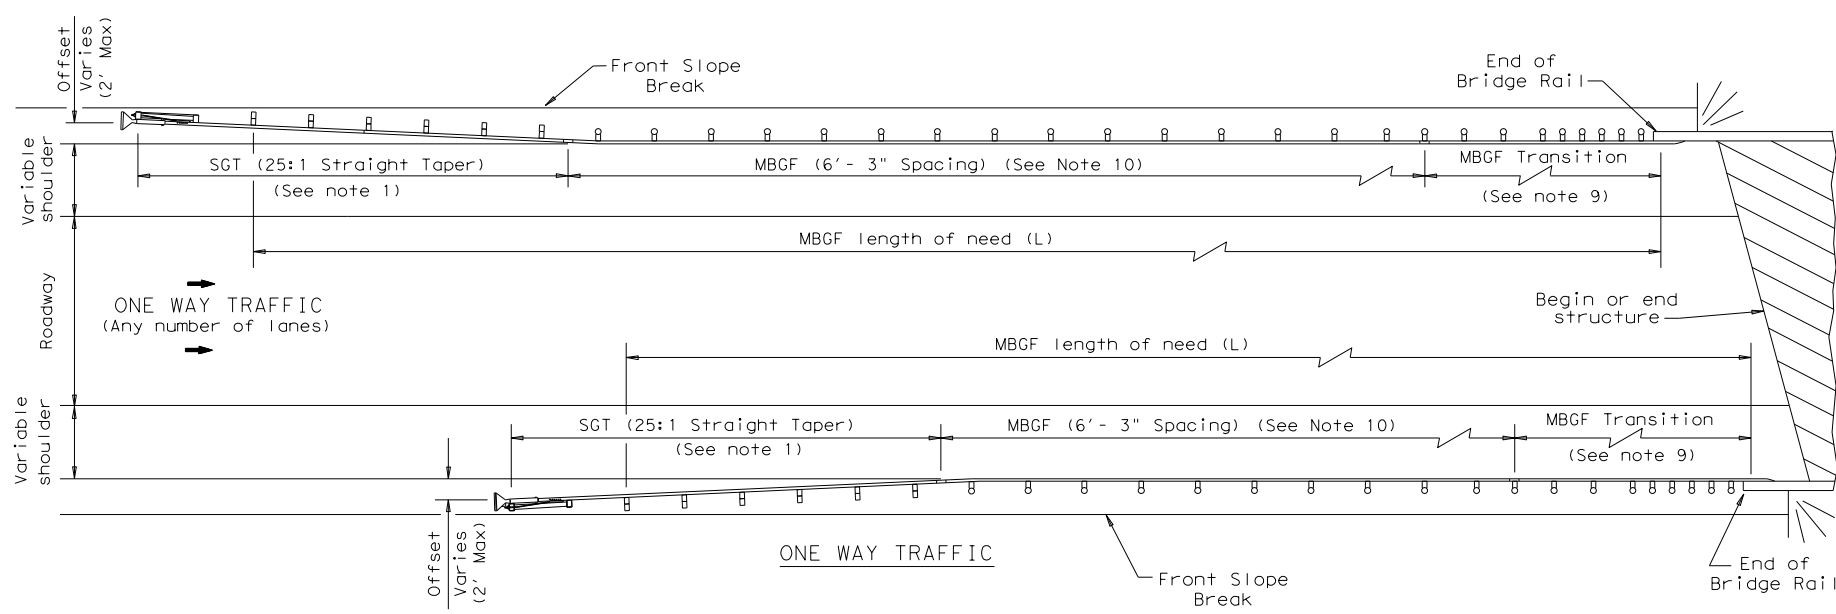 Offset
Varies
(2' Max)
Front Slope
Break
End of
Bridge Rail
Variable
shoulder
SGT (25:1 Straight Taper)
(See note 1)
MBGF (6'- 3" Spacing) (See Note 10)
MBGF Transition
(See note 9)
MBGF length of need (L)
Roadway
ONE WAY TRAFFIC
(Any number of lanes)
Begin or end
structure
MBGF length of need (L)
Variable
shoulder
SGT (25:1 Straight Taper)
(See note 1)
MBGF (6'- 3" Spacing) (See Note 10)
MBGF Transition
(See note 9)
Offset
Varies
(2' Max)
ONE WAY TRAFFIC
Front Slope
Break
End of
Bridge Rail